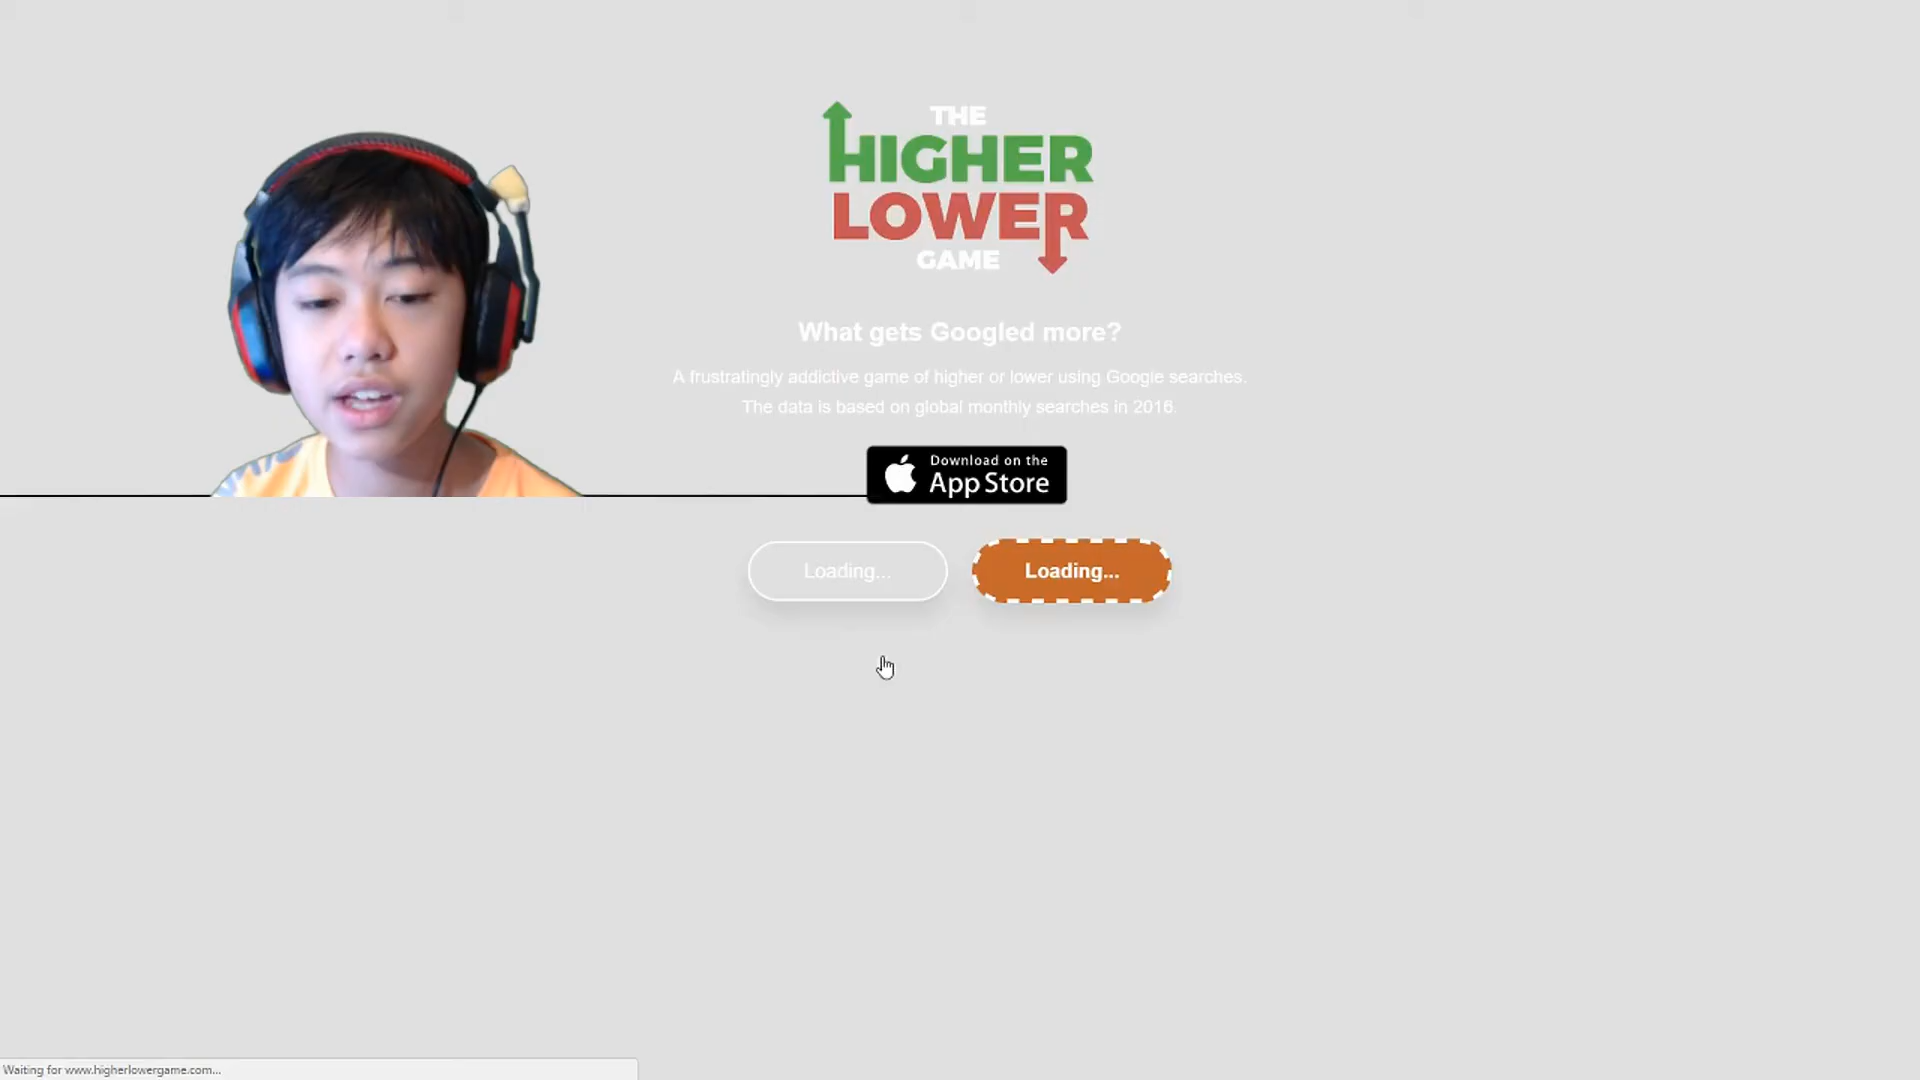 THE
HIGHER
LOWER
GAME
What gets Googled more?
A frustratingly addictive game of higher or lower using Google searches.
The data is based on global monthly searches in 2016.
Download on the
App Store
Loading...
Loading...
Waiting for www.higherlowergame.com...